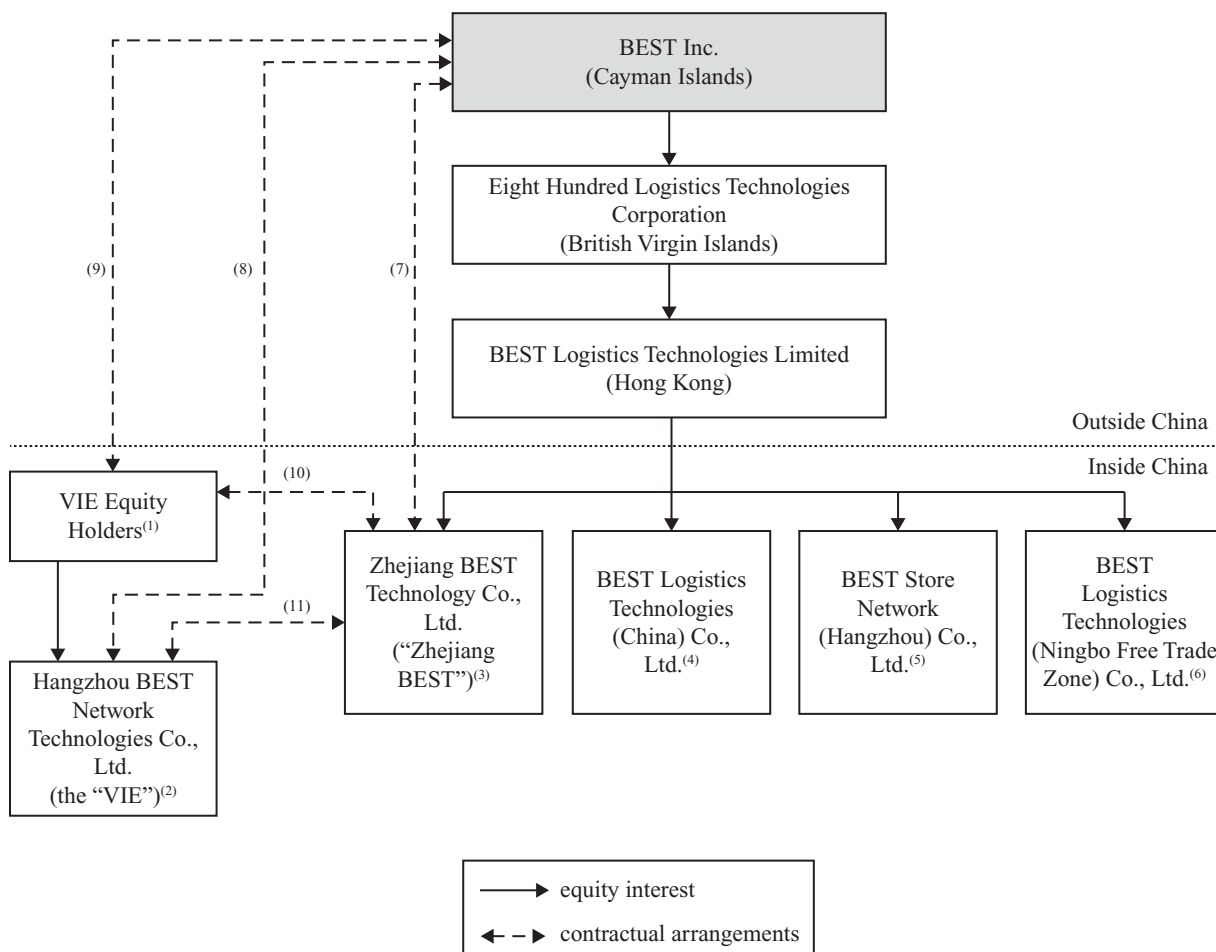 BEST Inc.
(Cayman Islands)
Eight Hundred Logistics Technologies
Corporation
(British Virgin Islands)
(9)
(8)
(7)
BEST Logistics Technologies Limited
(Hong Kong)
Outside China
Inside China
VIE Equity
Holders(1)
(10)
Zhejiang BEST
Technology Co.,
Ltd.
(“Zhejiang
BEST”)(3)
BEST Logistics
Technologies
(China) Co.,
Ltd.(4)
BEST Store
Network
(Hangzhou) Co.,
Ltd.(5)
BEST
Logistics
Technologies
(Ningbo Free Trade
Zone) Co., Ltd.(6)
(11)
Hangzhou BEST
Network
Technologies Co.,
Ltd.
(the “VIE”)(2)
equity interest
contractual arrangements